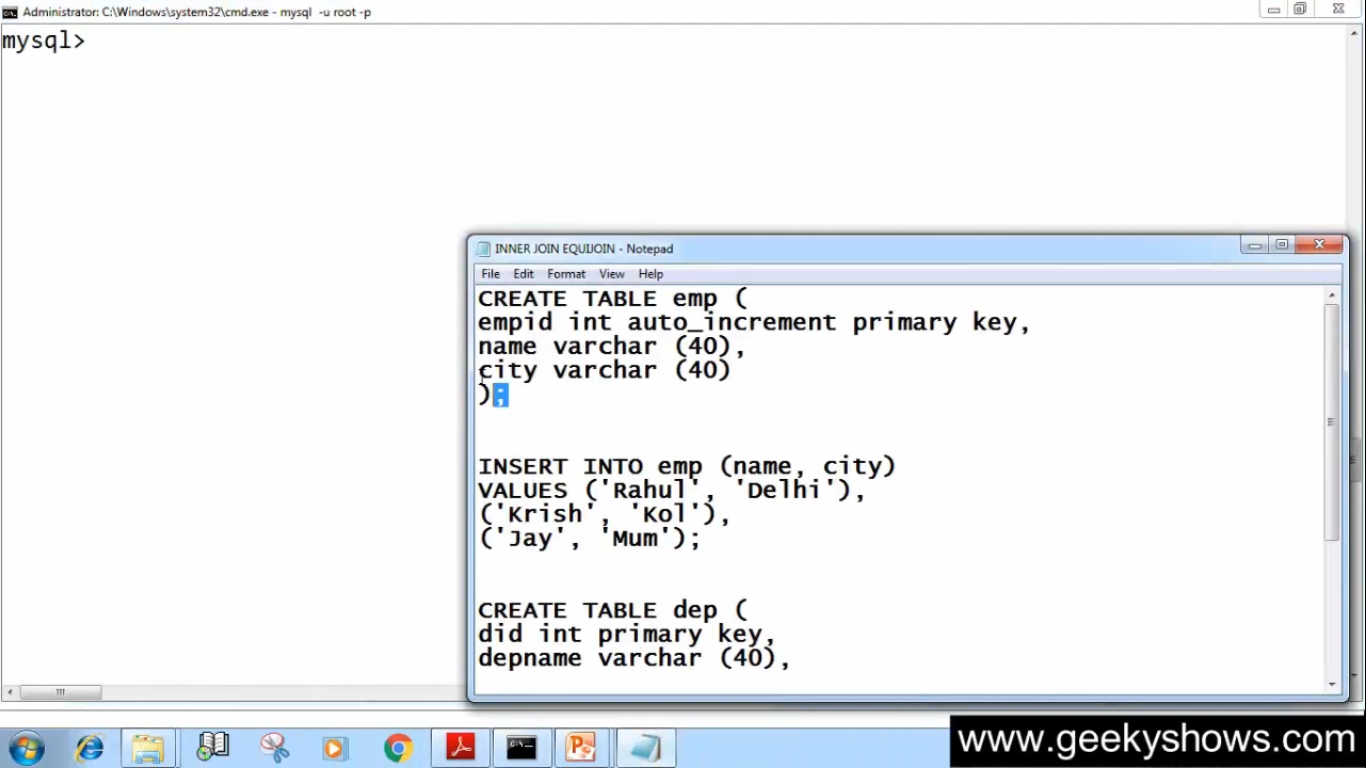 Administrator: C:\Windows\system32\cmd.exe - mysql -u root -p
mysql>
INNER JOIN EQUIJOIN - Notepad
File Edit Format View Help
CREATE TABLE emp (
empid int auto_increment primary key,
name varchar (40),
city varchar (40)
);
INSERT INTO emp (name, city)
VALUES ('Rahul', 'Delhi'),
('Krish', 'Kol'),
('Jay', 'Mum');
CREATE TABLE dep (
did int primary key,
depname varchar (40),
www.geekyshows.com